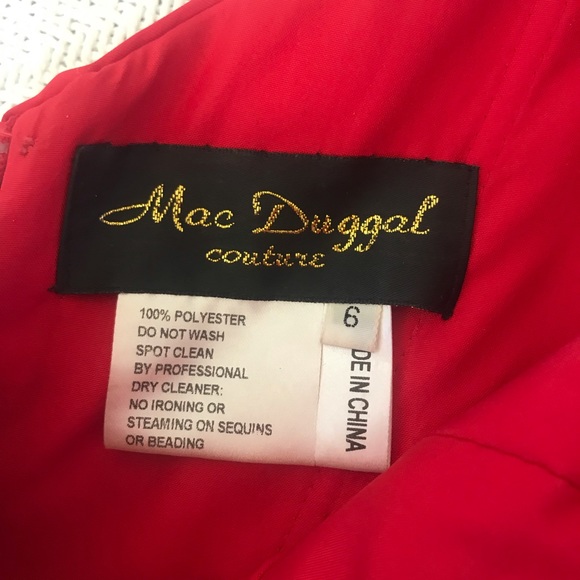 Mac Duggal
couture
6
100% POLYESTER
DO NOT WASH
SPOT CLEAN
BY PROFESSIONAL
DRY CLEANER:
NO IRONING OR
STEAMING ON SEQUINS
OR BEADING
DE IN CHINA